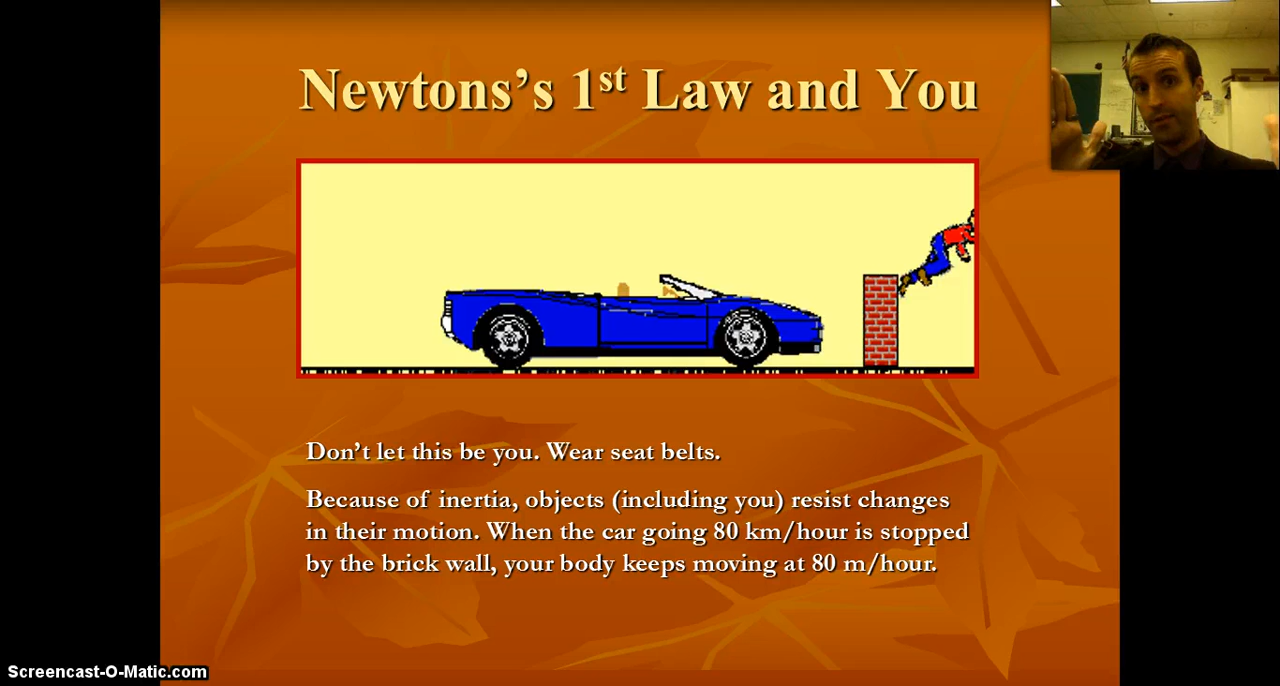 Newtons’s 1st Law and You
Don’t let this be you. Wear seat belts.
Because of inertia, objects (including you) resist changes
in their motion. When the car going 80 km/hour is stopped
by the brick wall, your body keeps moving at 80 m/hour.
Screencast-O-Matic.com